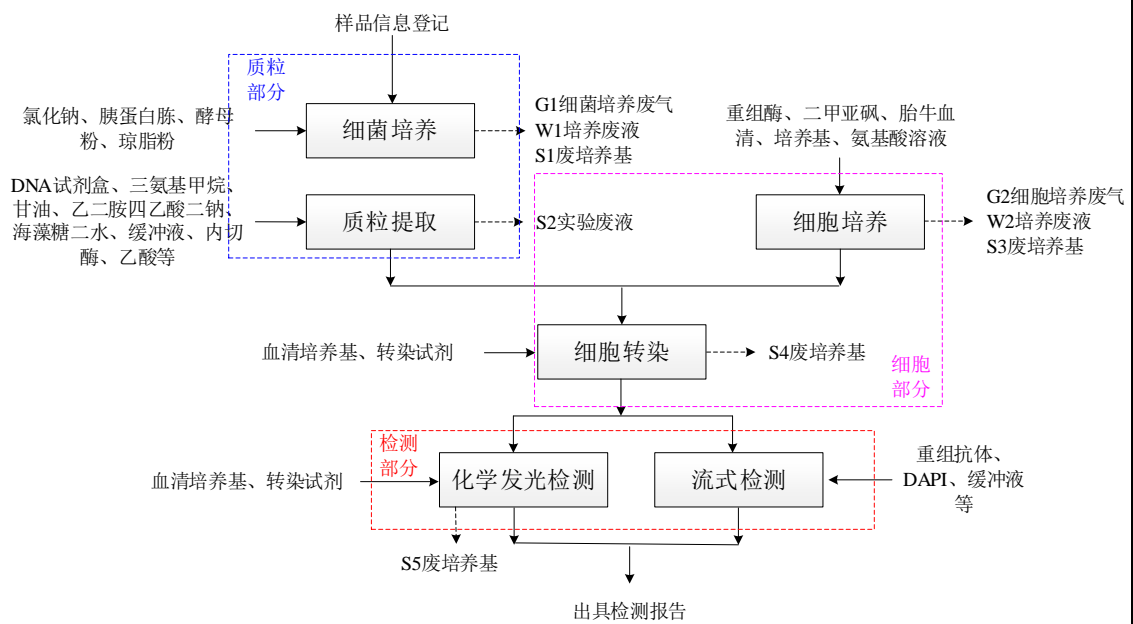 样品信息登记
质粒
部分
氯化钠、胰蛋白胨、酵母
粉、琼脂粉
细菌培养
G1细菌培养废气
W1培养废液
S1废培养基
重组酶、二甲亚砜、胎牛血
清、培养基、氨基酸溶液
DNA试剂盒、三氨基甲烷、
甘油、乙二胺四乙酸二钠、
海藻糖二水、缓冲液、内切
酶、乙酸等
质粒提取
S2实验废液
细胞培养
G2细胞培养废气
W2培养废液
S3废培养基
血清培养基、转染试剂
细胞转染
S4废培养基
细胞
部分
检测
部分
血清培养基、转染试剂
化学发光检测
流式检测
重组抗体、
DAPI、缓冲液
等
S5废培养基
出具检测报告